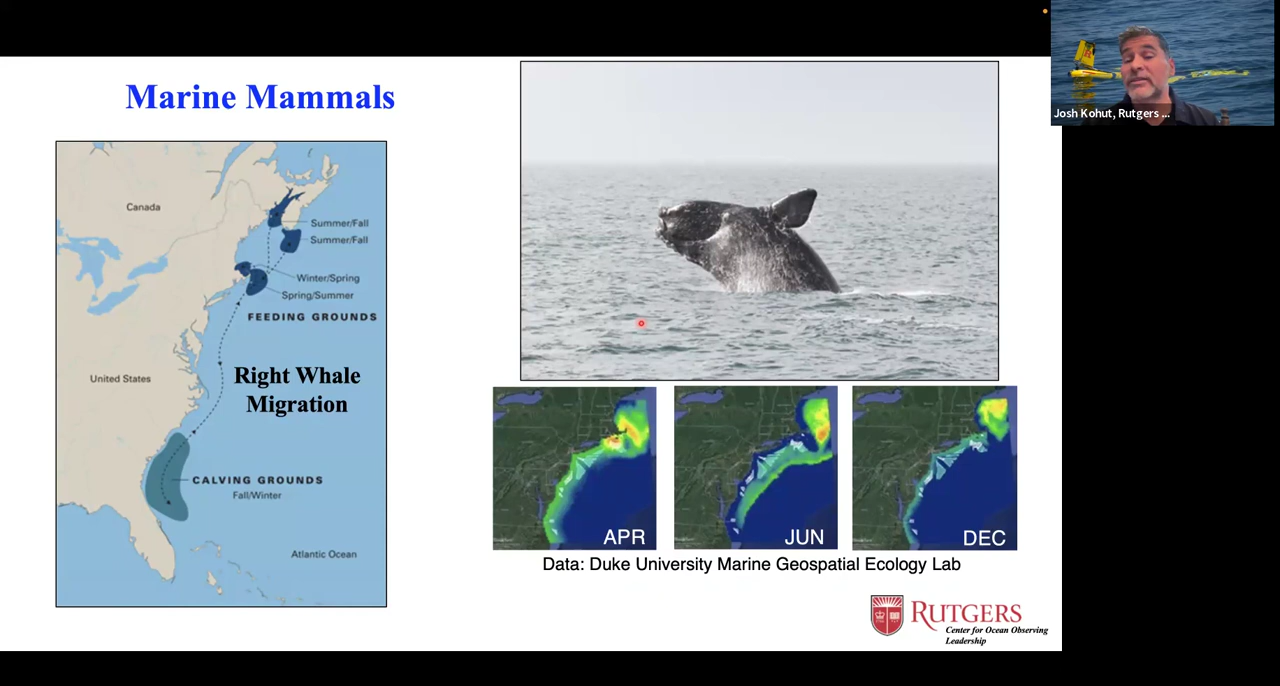 Marine Mammals
Canada
Summer/Fall
Summer/Fall
Winter/Spring
Spring/Summer
FEEDING GROUNDS
United States
Right Whale
Migration
CALVING GROUNDS
Fall/Winter
Atlantic Ocean
APR
JUN
DEC
Data: Duke University Marine Geospatial Ecology Lab
RUTGERS
Center for Ocean Observing
Leadership
Josh Kohut, Rutgers ...